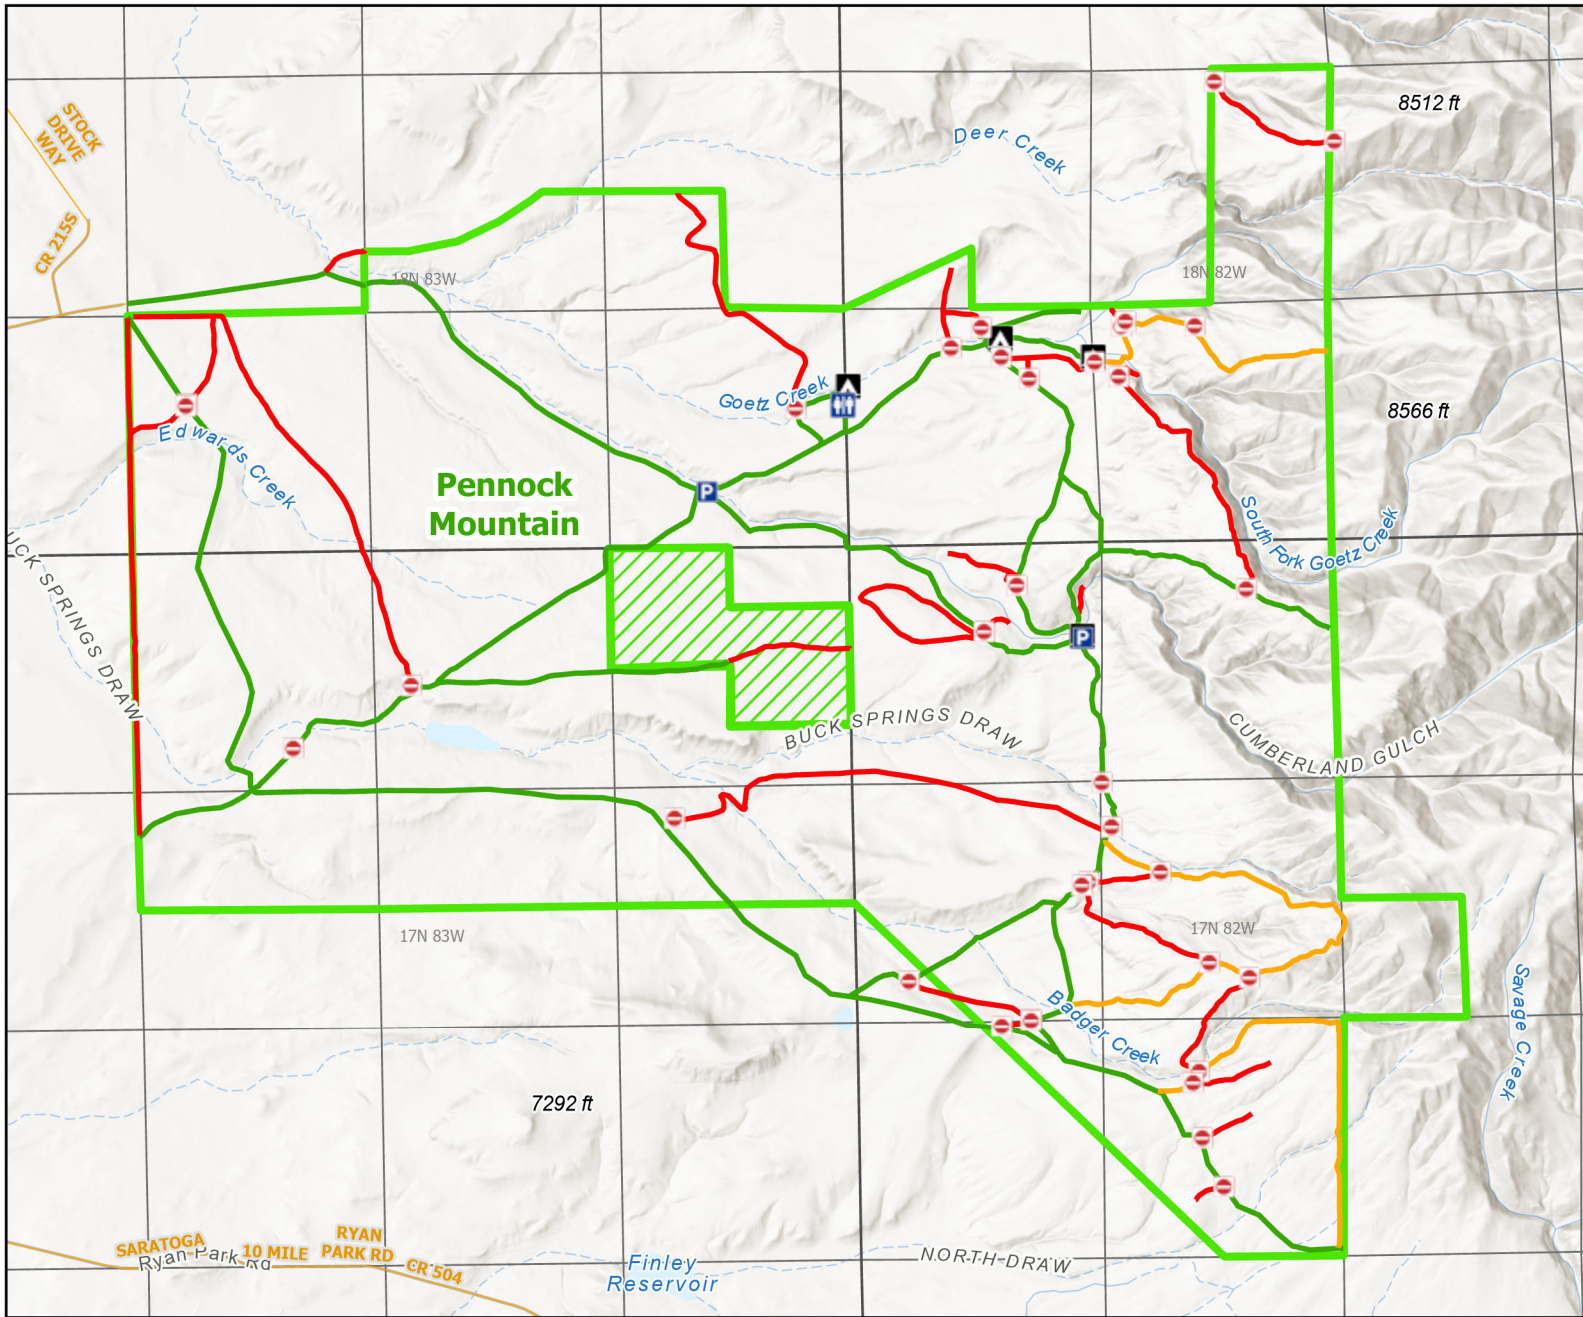 STOCK
DRIVE
WAY
8512 ft
Deer Creek
CR 215S
18N 83W
18N 82W
Goetz Creek
8566 ft
Edwards Creek
Pennock
Mountain
P
South Fork Goetz Creek
UCK SPRINGS DRAW
P
BUCK SPRINGS DRAW
CUMBERLAND GULCH
17N 83W
17N 82W
Badger Creek
Savage Creek
7292 ft
SARATOGA
Ryan Park Rd
10 MILE
RYAN
PARK RD
CR 504
Finley
Reservoir
NORTH DRAW